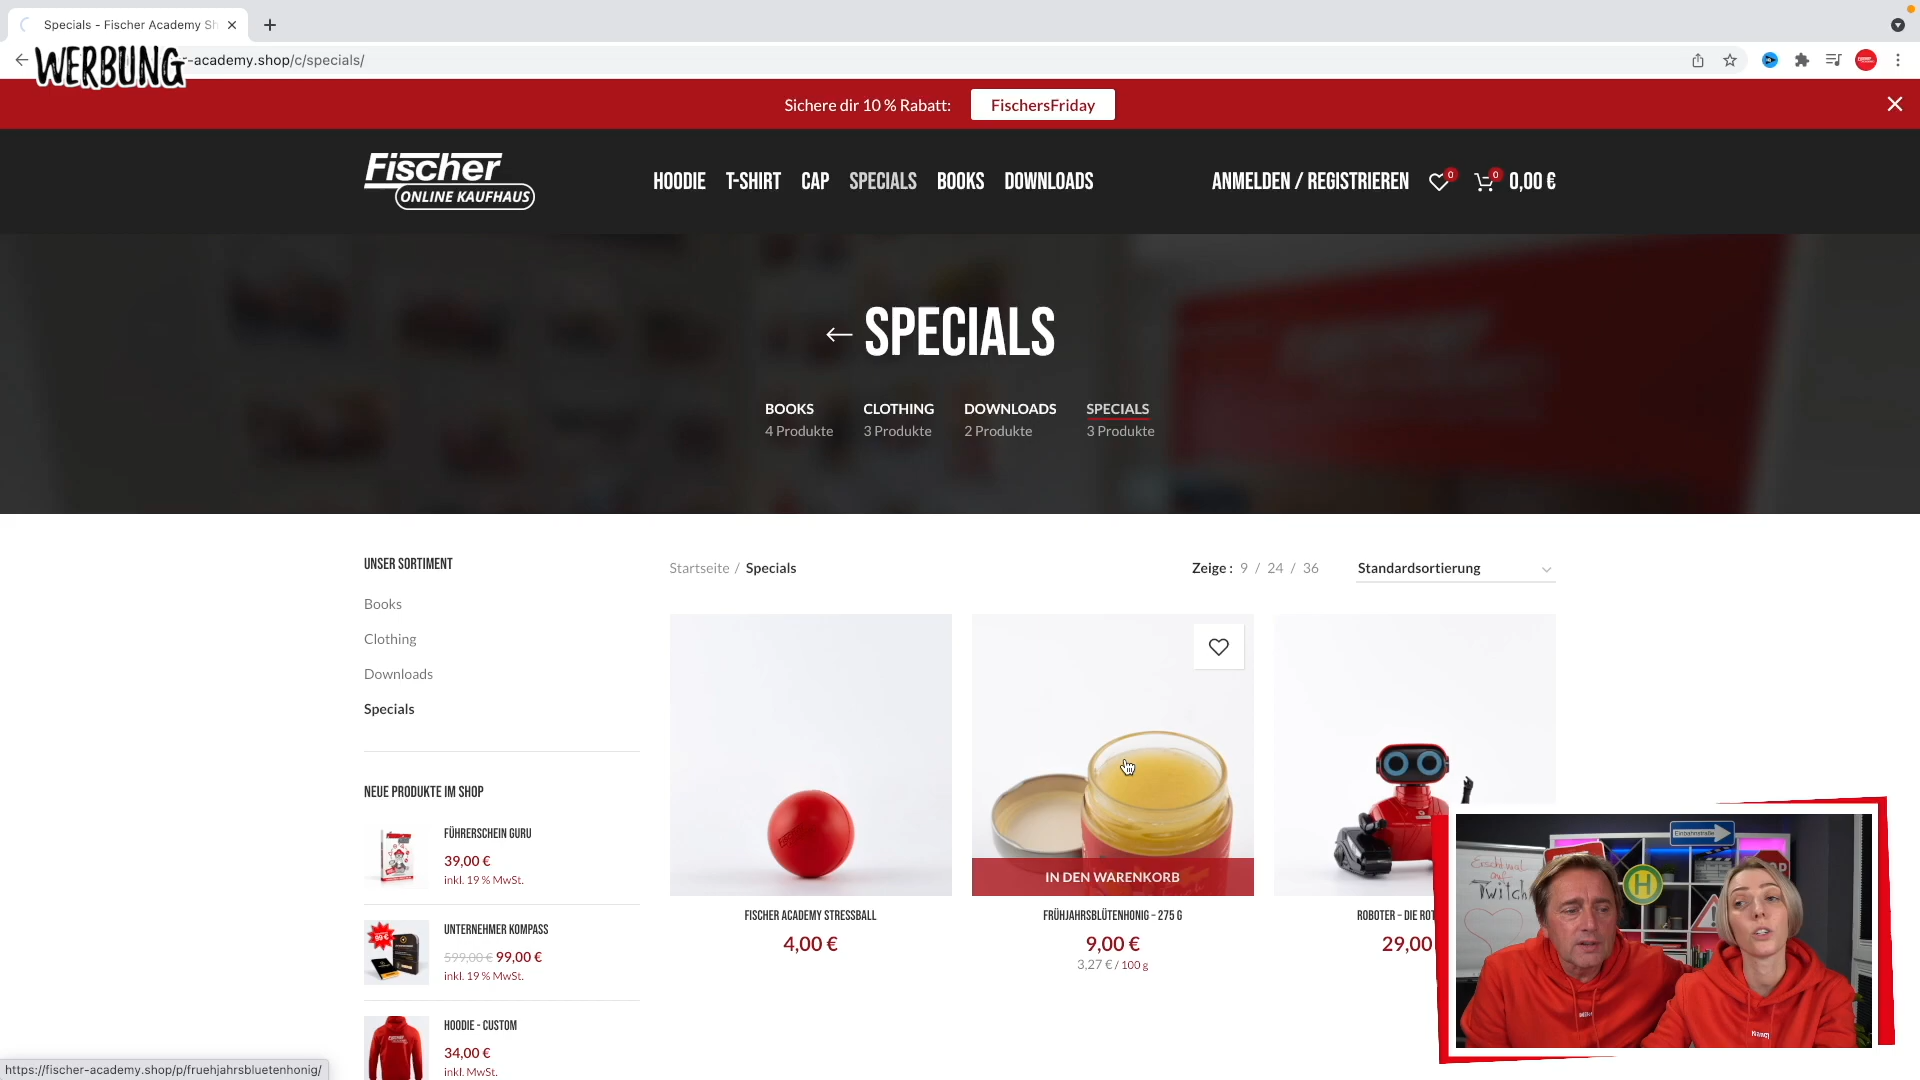 Specials - Fischer Academy Sh
WERBUNG
-academy.shop/c/specials/
Sichere dir 10 % Rabatt:
FischersFriday
Fischer
ONLINE KAUFHAUS
HOODIE
T-SHIRT
CAP
SPECIALS
BOOKS
DOWNLOADS
ANMELDEN / REGISTRIEREN
0
0
0,00 €
SPECIALS
BOOKS
CLOTHING
DOWNLOADS
SPECIALS
4 Produkte
3 Produkte
2 Produkte
3 Produkte
UNSER SORTIMENT
Books
Clothing
Downloads
Specials
Startseite / Specials
Zeige : 9 / 24 / 36
Standardsortierung
IN DEN WARENKORB
FISCHER ACADEMY STRESSBALL
4,00 €
FRÜHJAHRSBLÜTENHONIG – 275 G
9,00 €
3,27 € / 100 g
ROBOTER – DIE ROT
29,00
NEUE PRODUKTE IM SHOP
FÜHRERSCHEIN GURU
39,00 €
inkl. 19 % MwSt.
99 €
UNTERNEHMER KOMPASS
599,00 € 99,00 €
inkl. 19 % MwSt.
HOODIE - CUSTOM
34,00 €
inkl. MwSt.
Einbahnstraße
H
Erscht mal
auf
Twitch
https://fischer-academy.shop/p/fruehjahrsbluetenhonig/